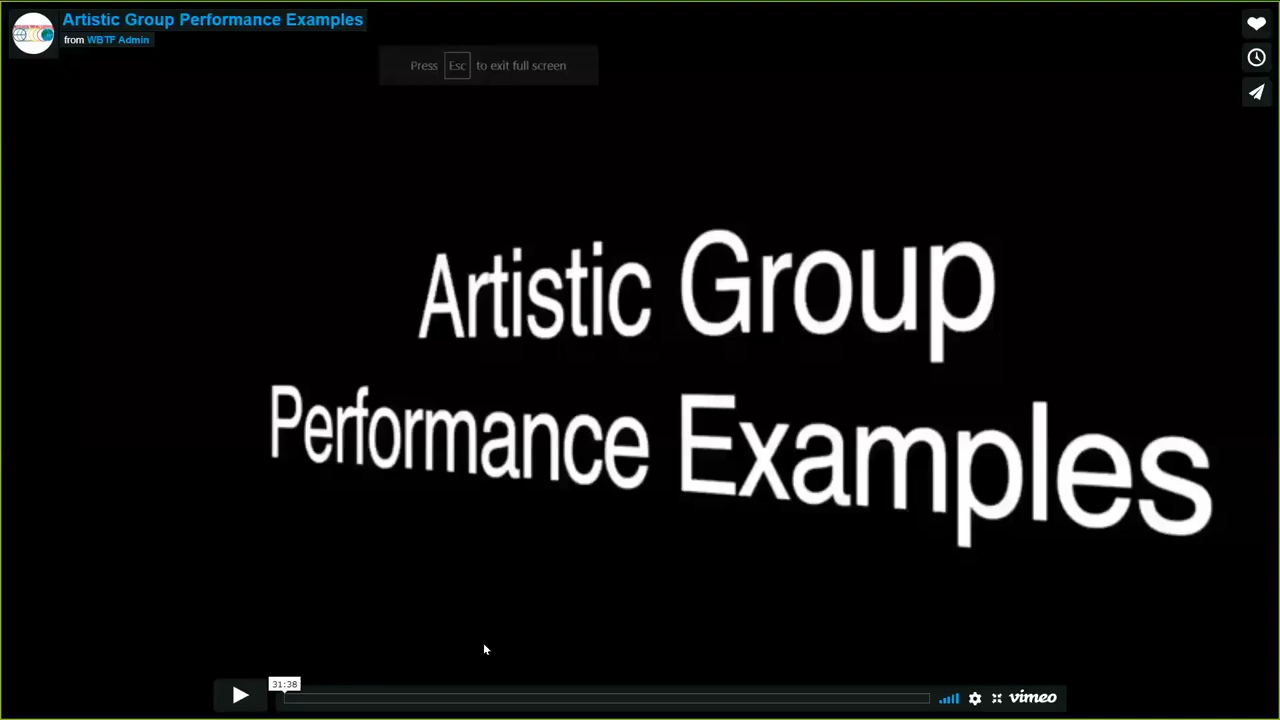 Artistic Group Performance Examples
from WBTF Admin
Press Esc to exit full screen
Artistic Group
Performance Examples
31:38
vimeo